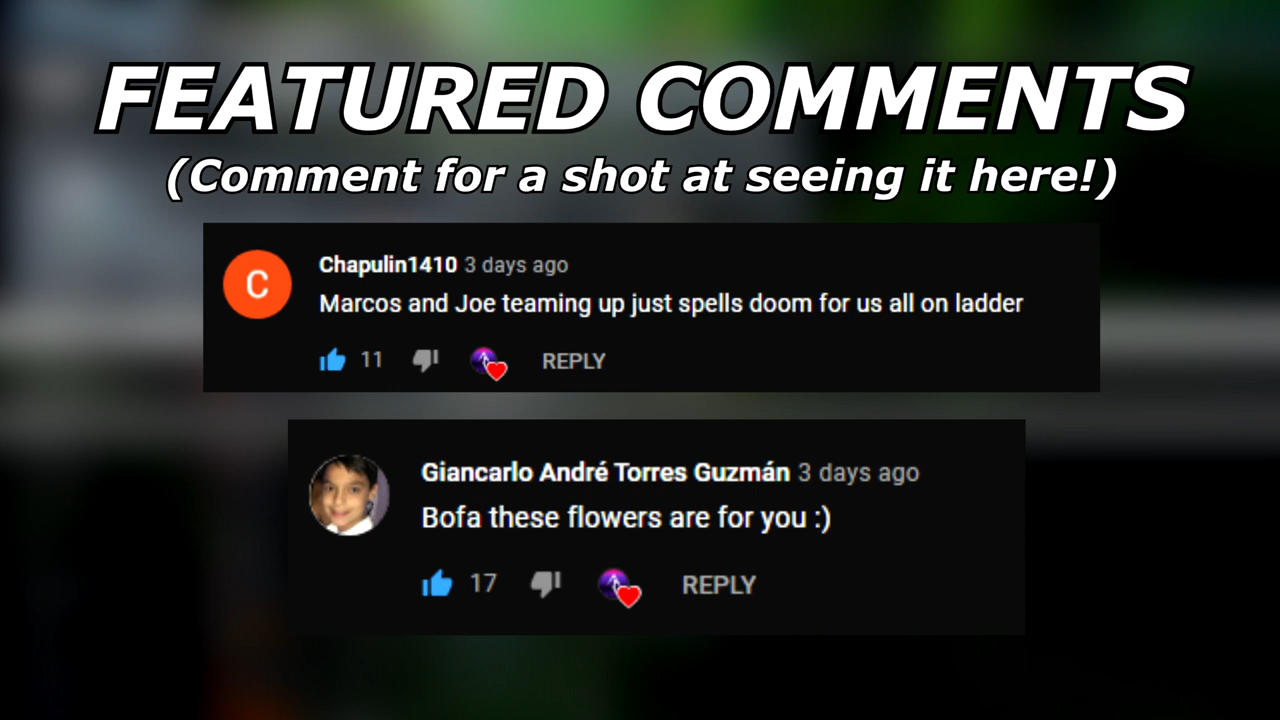 FEATURED COMMENTS
(Comment for a shot at seeing it here!)
C
Chapulin1410 3 days ago
Marcos and Joe teaming up just spells doom for us all on ladder
11 REPLY
Giancarlo André Torres Guzmán 3 days ago
Bofa these flowers are for you :)
17 REPLY